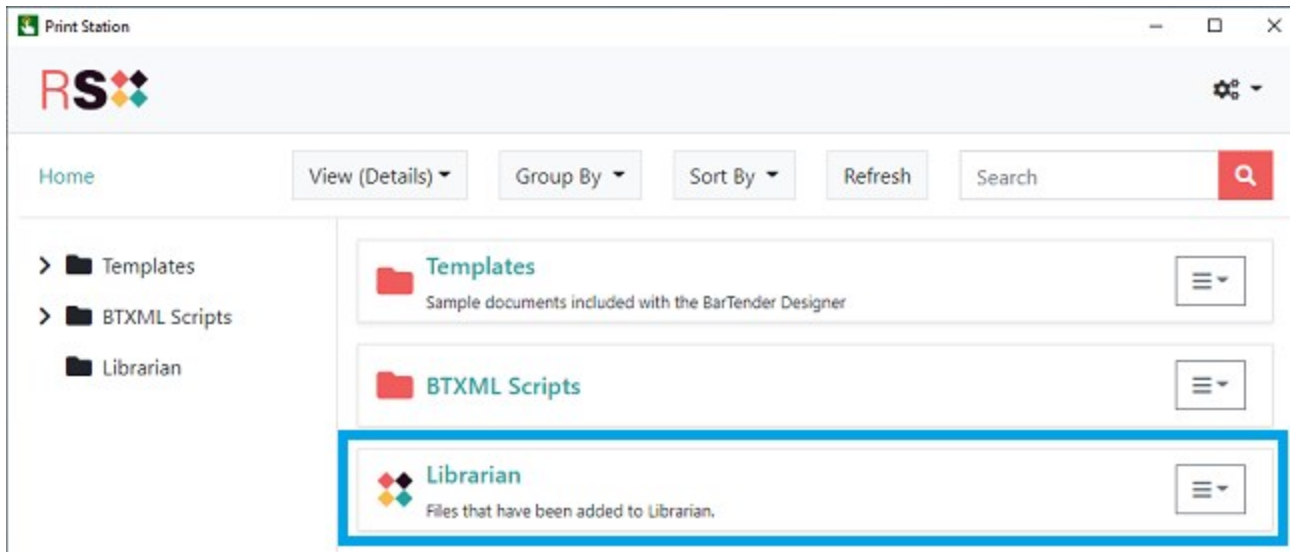 Print Station
RS
Home
View (Details)
Group By
Sort By
Refresh
Search
Templates
BTXML Scripts
Librarian
Templates
Sample documents included with the BarTender Designer
BTXML Scripts
Librarian
Files that have been added to Librarian.